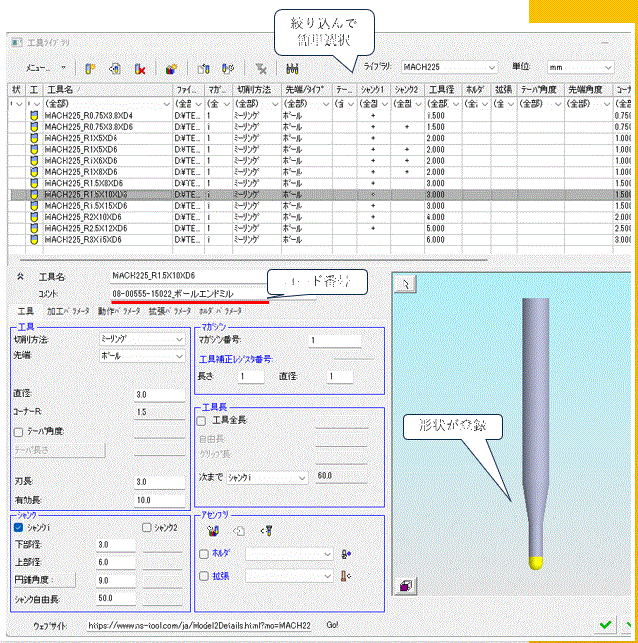 絞り込んで
簡単選択
工具ライブラリ
メニュー... ライブラリ: MACH225 単位: mm
状 工 工具名 ファイ... マガ... 切削方法 先端/タイプ テー... シャンク1 シャンク2 工具径 ホルダ 拡張 テーパ角度 先端角度 コーナ
(全部) (全部) (全部) (全部) (全部) (全部) (全部) (全部) (全部)
MACH225_R0.75X3.8XD4 D:¥TE... 1 ミーリング ボール + 1.500 0.750
MACH225_R0.75X3.8XD6 D:¥TE... 1 ミーリング ボール + + 1.500 0.750
MACH225_R1X5XD6 D:¥TE... 1 ミーリング ボール + 2.000 1.000
MACH225_R1X5XD6 D:¥TE... 1 ミーリング ボール + + 2.000 1.000
MACH225_R1X6XD6 D:¥TE... 1 ミーリング ボール + + 2.000 1.000
MACH225_R1X8XD6 D:¥TE... 1 ミーリング ボール + + 2.000 1.000
MACH225_R1.5X8XD6 D:¥TE... 1 ミーリング ボール + 3.000 1.500
MACH225_R1.5X10XD6 D:¥TE... 1 ミーリング ボール + 3.000 1.500
MACH225_R1.5X15XD6 D:¥TE... 1 ミーリング ボール + 3.000 1.500
MACH225_R2X10XD6 D:¥TE... 1 ミーリング ボール + 4.000 2.000
MACH225_R2.5X12XD6 D:¥TE... 1 ミーリング ボール + 5.000 2.500
MACH225_R3X15XD6 D:¥TE... 1 ミーリング ボール 6.000 3.000
工具名: MACH225_R1.5X10XD6
コード番号
コメント: 08-00555-15022_ボールエンドミル
工具 加工パラメータ 動作パラメータ 拡張パラメータ ホルダパラメータ
工具
切削方法: ミーリング
先端: ボール
直径: 3.0
コーナーR: 1.5
テーパ角度:
テーパ長さ
刃長: 3.0
有効長: 10.0
マガジン
マガジン番号: 1
工具補正レジスタ番号:
長さ: 1 直径: 1
工具長
工具全長:
自由長
グリップ長
次まで シャンク1 60.0
形状が登録
シャンク
シャンク1 シャンク2
下部径: 3.0
上部径: 6.0
円錐角度: 9.0
シャンク自由長: 50.0
アセンブリ
ホルダ
拡張
ウェブサイト: https://www.ns-tool.com/ja/Model2Details.html?mo=MACH22 Go!